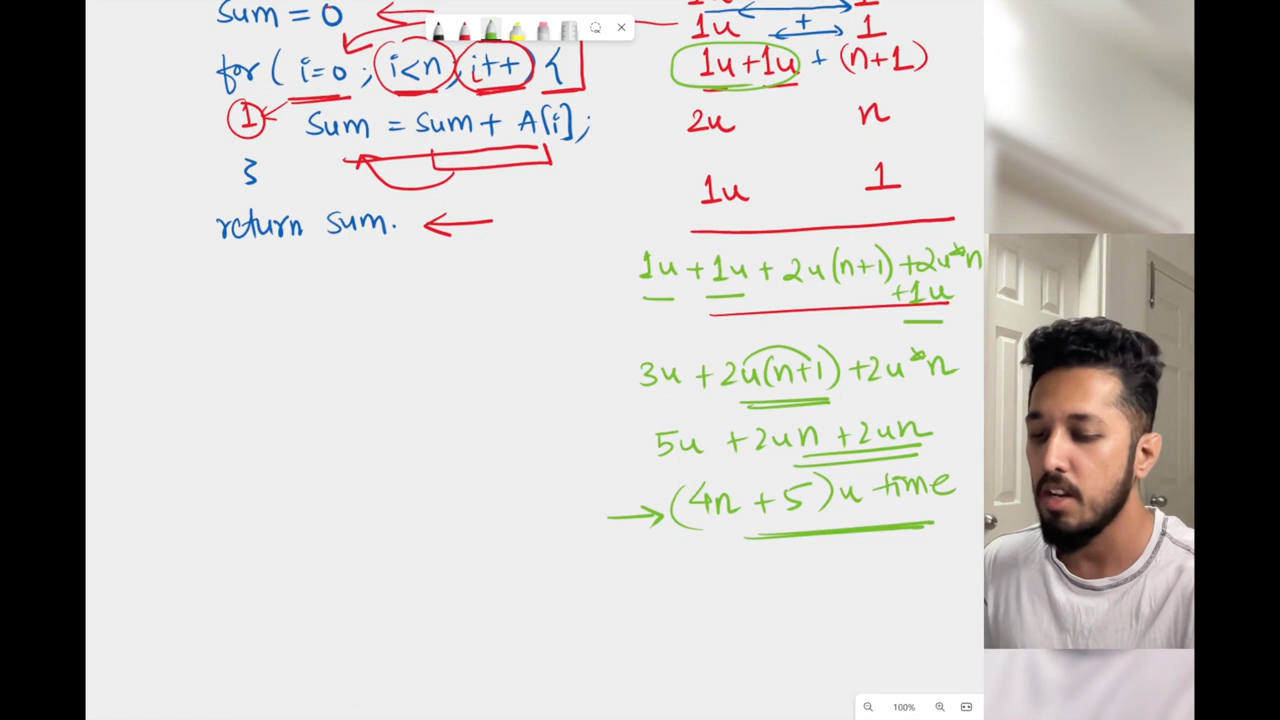 sum = 0
for ( i=0 ; i<n ; i++ ) {
1
sum = sum + A[i];
}
return sum.
1u + 1
1u+1u + (n+1)
2u n
1u 1
1u + 1u + 2u(n+1) + 2u*n
+1u
3u + 2u(n+1) + 2u*n
5u + 2un + 2un
(4n + 5)u time
100%